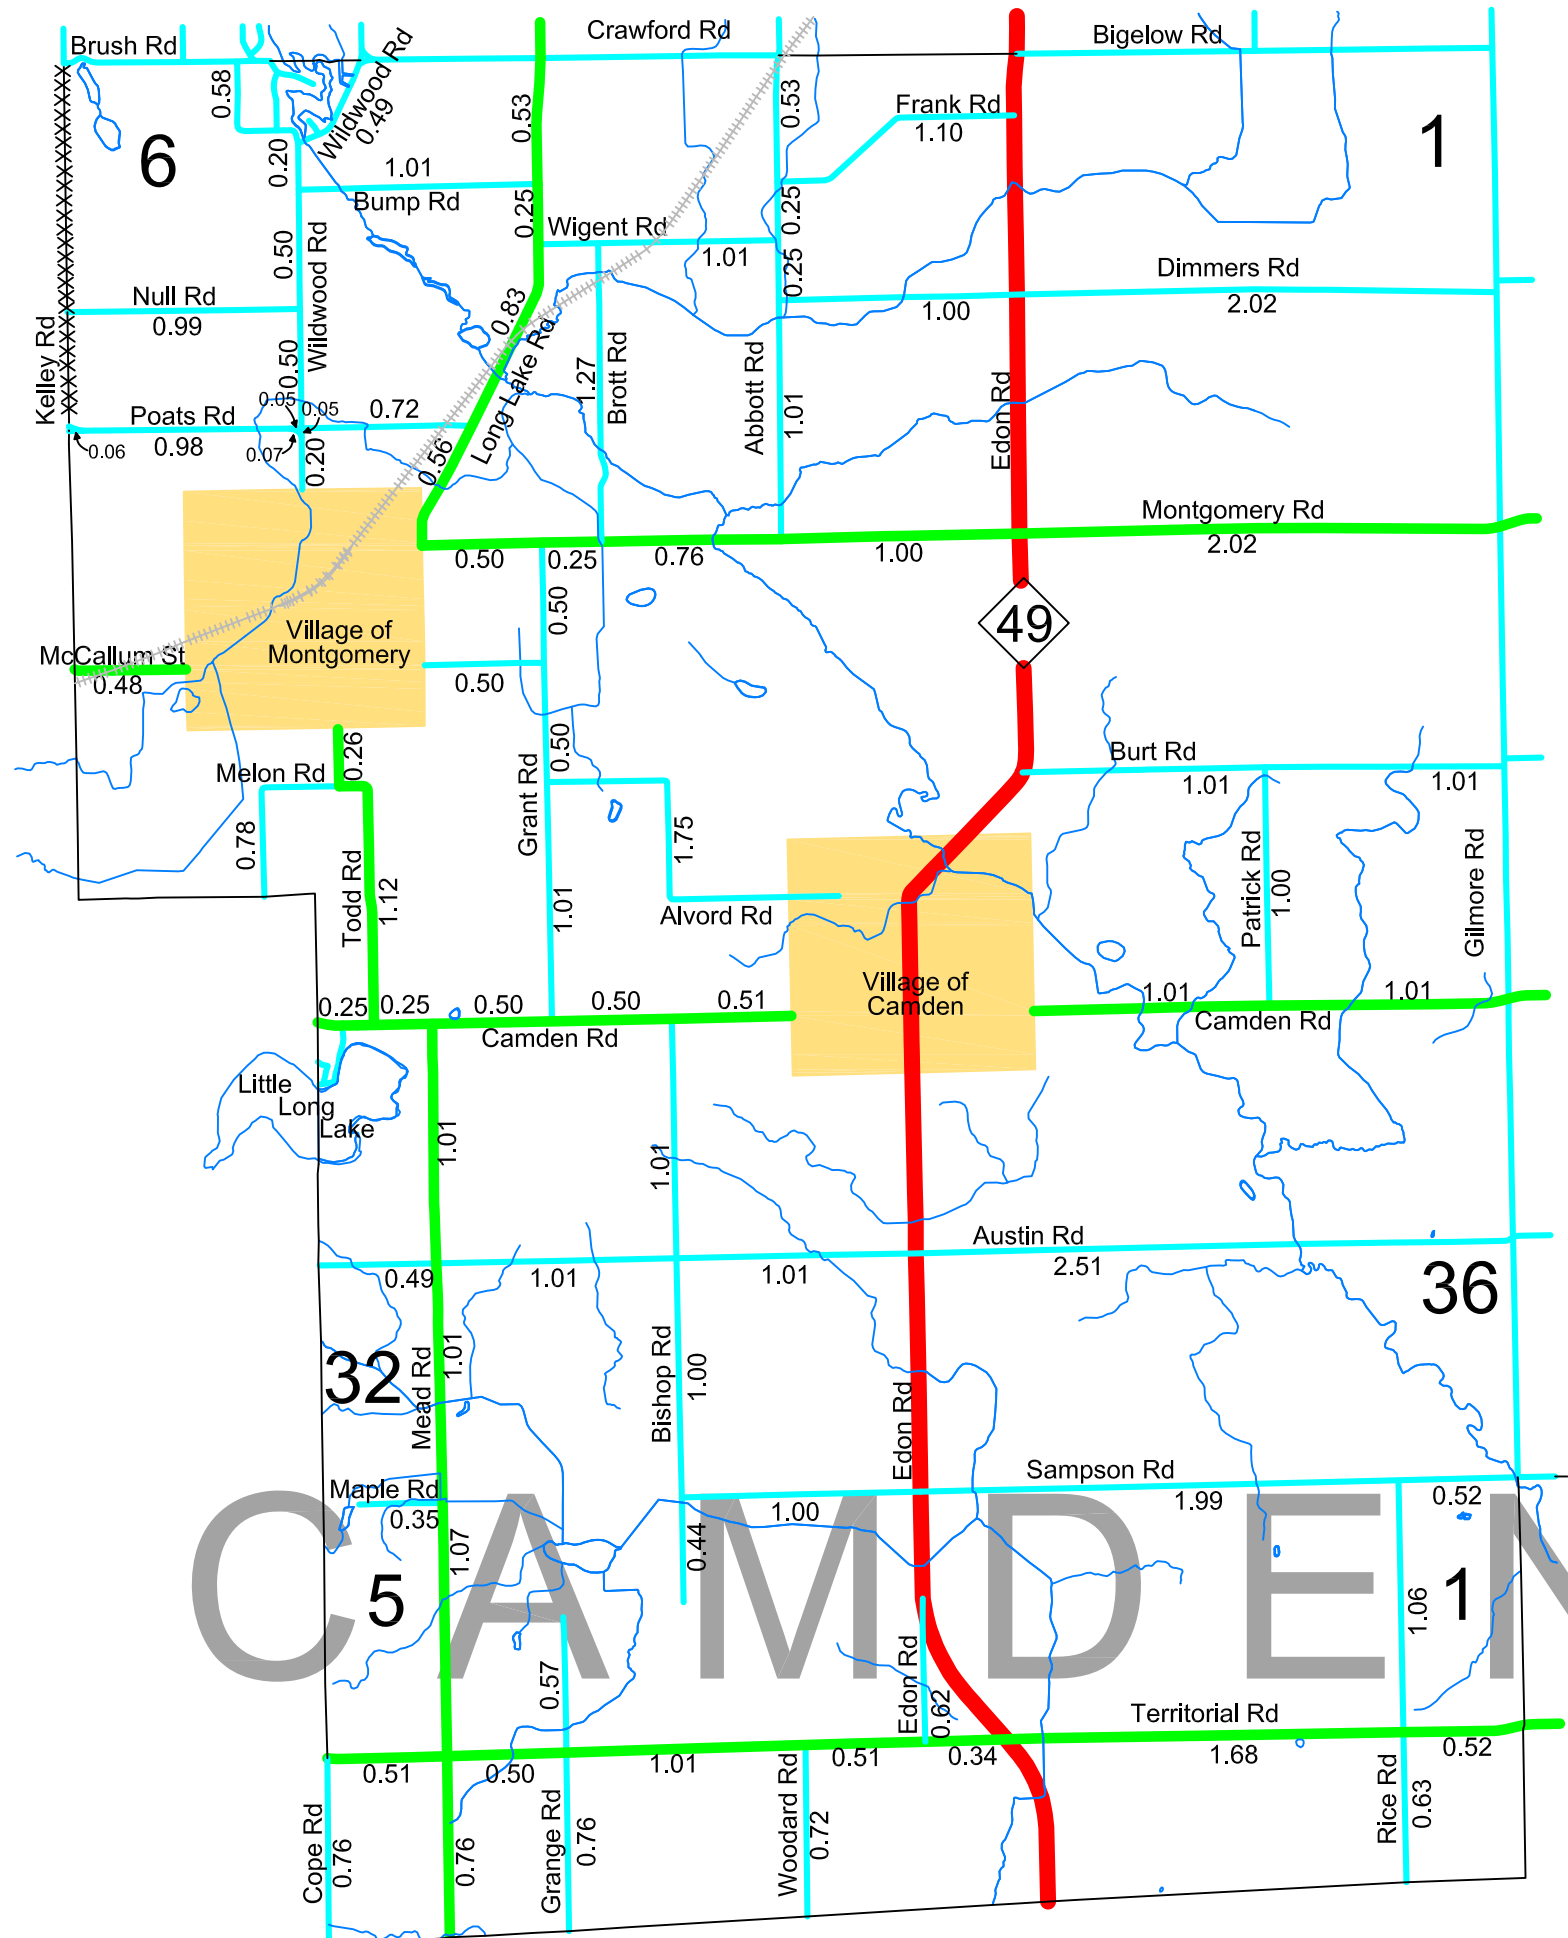 Brush Rd
Crawford Rd
Bigelow Rd
Wildwood Rd
0.49
0.58
0.53
0.53
Frank Rd
1.10
6
1
0.20
1.01
Bump Rd
0.25
0.25
Wigent Rd
1.01
0.50
Wildwood Rd
0.25
Dimmers Rd
1.00
2.02
Null Rd
0.99
0.83
Long Lake Rd
Kelley Rd
0.50
1.27
Brott Rd
Abbott Rd
1.01
Edon Rd
0.05
0.05
0.72
Poats Rd
0.98
0.06
0.07
0.20
0.56
Montgomery Rd
0.50
0.25
0.76
1.00
2.02
0.50
49
Village of
Montgomery
McCallum St
0.48
0.50
0.26
Melon Rd
0.50
Grant Rd
Burt Rd
1.01
1.01
0.78
1.75
Todd Rd
1.12
1.01
Alvord Rd
Patrick Rd
1.00
Gilmore Rd
Village of
Camden
0.25
0.25
0.50
0.50
0.51
Camden Rd
1.01
1.01
Camden Rd
Little
Long
Lake
1.01
1.01
Austin Rd
0.49
1.01
1.01
2.51
36
32
Mead Rd
1.01
Bishop Rd
1.00
Edon Rd
Sampson Rd
Maple Rd
0.35
1.00
1.99
0.52
0.44
1.07
CAMDEN
5
1
1.06
0.57
Edon Rd
0.62
Territorial Rd
0.51
0.50
1.01
0.51
0.34
1.68
0.52
Cope Rd
0.76
0.76
Grange Rd
0.76
Woodard Rd
0.72
Rice Rd
0.63